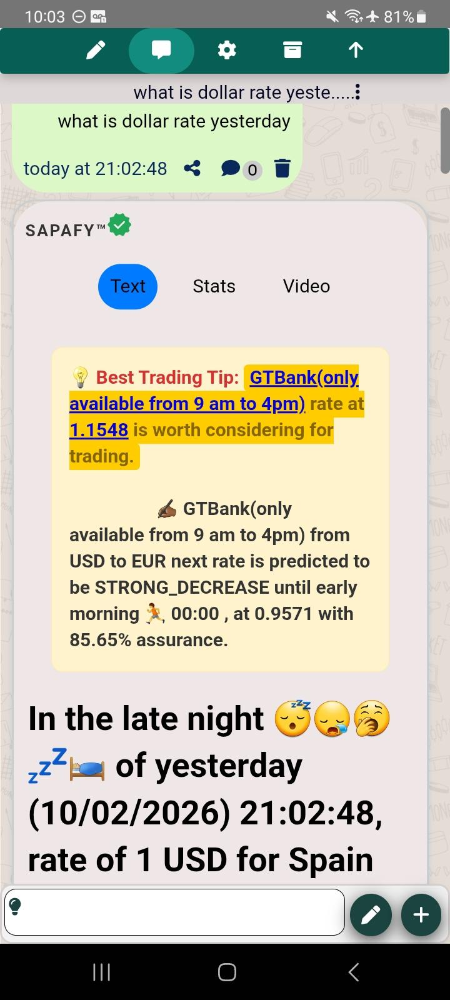 10:03
81%
what is dollar rate yeste.....
what is dollar rate yesterday
today at 21:02:48
0
SAPAFY™
Text Stats Video
💡 Best Trading Tip: GTBank(only
available from 9 am to 4pm) rate at
1.1548 is worth considering for
trading.
✍🏾 GTBank(only
available from 9 am to 4pm) from
USD to EUR next rate is predicted to
be STRONG_DECREASE until early
morning 🏃 00:00 , at 0.9571 with
85.65% assurance.
In the late night 😴😪🥱
💤🛌 of yesterday
(10/02/2026) 21:02:48,
rate of 1 USD for Spain